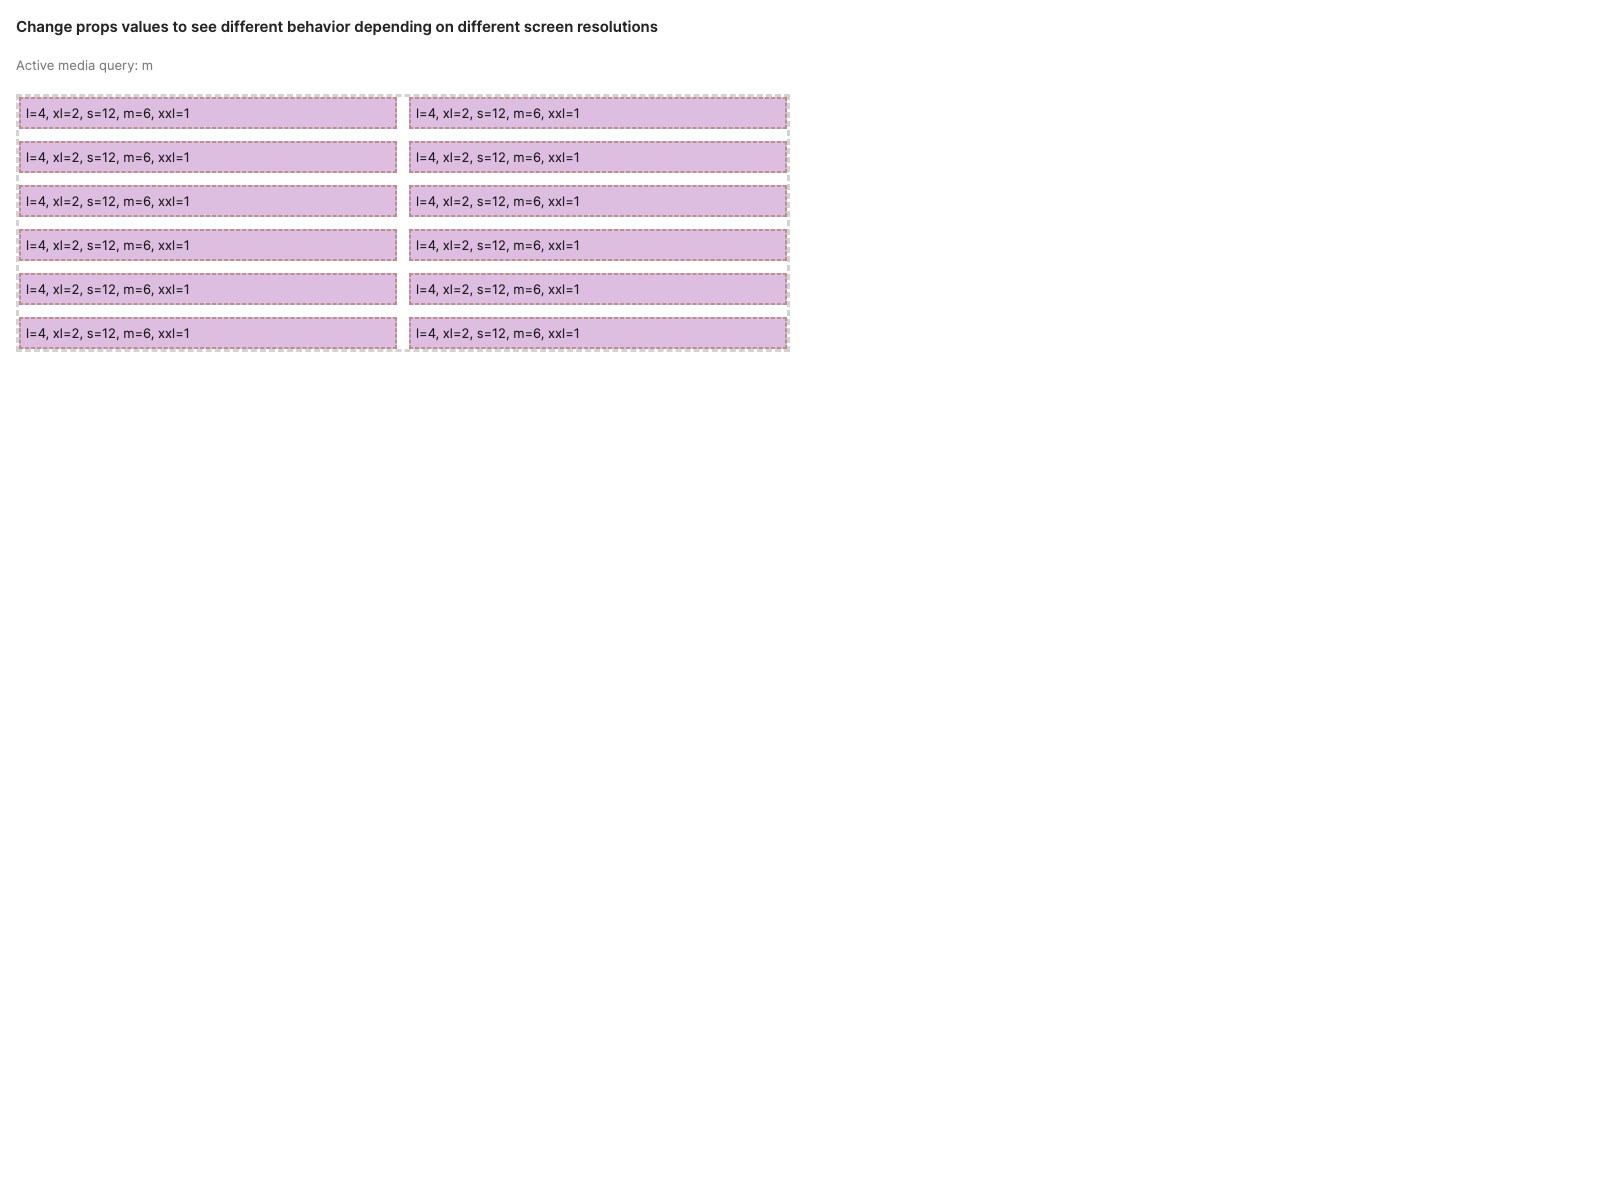 Change props values to see different behavior depending on different screen resolutions
Active media query: m
l=4, xl=2, s=12, m=6, xxl=1
l=4, xl=2, s=12, m=6, xxl=1
l=4, xl=2, s=12, m=6, xxl=1
l=4, xl=2, s=12, m=6, xxl=1
l=4, xl=2, s=12, m=6, xxl=1
l=4, xl=2, s=12, m=6, xxl=1
l=4, xl=2, s=12, m=6, xxl=1
l=4, xl=2, s=12, m=6, xxl=1
l=4, xl=2, s=12, m=6, xxl=1
l=4, xl=2, s=12, m=6, xxl=1
l=4, xl=2, s=12, m=6, xxl=1
l=4, xl=2, s=12, m=6, xxl=1